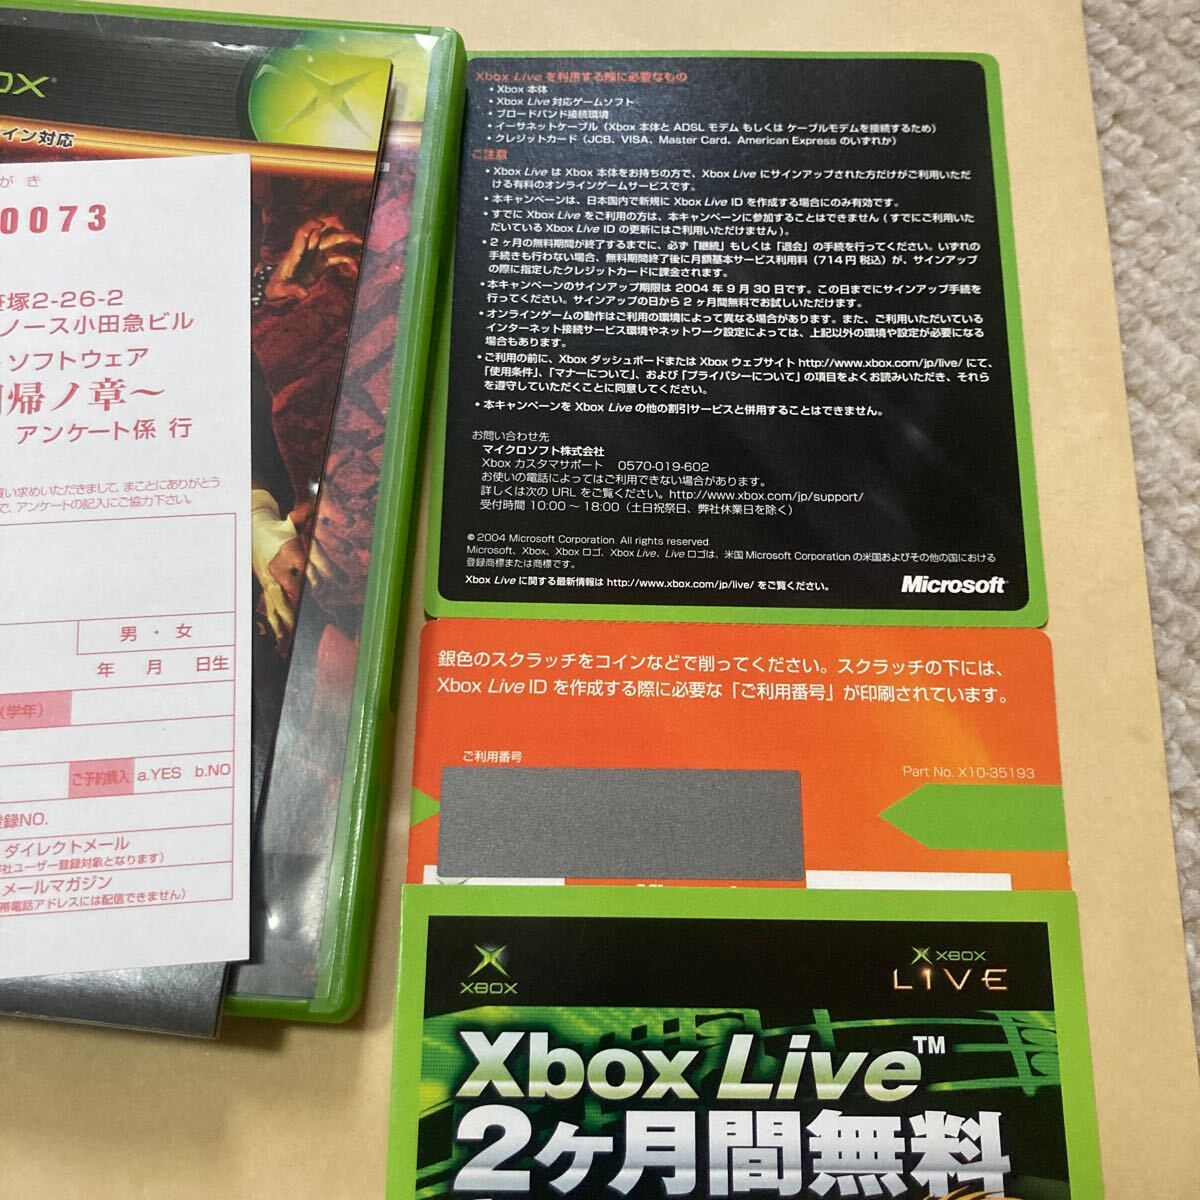 ox
イン対応
がき
0073
笹塚2-26-2
ノース小田急ビル
ソフトウェア
帰ノ章～
アンケート係 行
買い求めいただきまして、まことにありがとう
で、アンケートの記入にご協力下さい。
男・女
年 月 日生
(学年)
ご予約購入 a.YES b.NO
登録NO.
ダイレクトメール
弊社ユーザー登録対象となります)
メールマガジン
携帯電話アドレスには配信できません)
Xbox Live を利用する際に必要なもの
・Xbox 本体
・Xbox Live 対応ゲームソフト
・ブロードバンド接続環境
・イーサネットケーブル（Xbox 本体と ADSL モデム もしくは ケーブルモデムを接続するため）
・クレジットカード（JCB、VISA、Master Card、American Express のいずれか）
ご注意
・Xbox Live は Xbox 本体をお持ちの方で、Xbox Live にサインアップされた方だけがご利用いただ
ける有料のオンラインゲームサービスです。
・本キャンペーンは、日本国内で新規に Xbox Live ID を作成する場合にのみ有効です。
・すでに Xbox Live をご利用の方は、本キャンペーンに参加することはできません（すでにご利用いた
だいている Xbox Live ID の更新にはご利用いただけません）。
・2 ヶ月の無料期間が終了するまでに、必ず「継続」もしくは「退会」の手続を行ってください。いずれの
手続きも行わない場合、無料期間終了後に月額基本サービス利用料（714 円 税込）が、サインアップ
の際に指定したクレジットカードに課金されます。
・本キャンペーンのサインアップ期限は 2004 年 9 月 30 日です。この日までにサインアップ手続を
行ってください。サインアップの日から 2 ヶ月間無料でお試しいただけます。
・オンラインゲームの動作はご利用の環境によって異なる場合があります。また、ご利用いただいている
インターネット接続サービス環境やネットワーク設定によっては、上記以外の環境や設定が必要になる
場合もあります。
・ご利用の前に、Xbox ダッシュボードまたは Xbox ウェブサイト http://www.xbox.com/jp/live/ にて、
「使用条件」、「マナーについて」、および「プライバシーについて」の項目をよくお読みいただき、それら
を遵守していただくことに同意してください。
・本キャンペーンを Xbox Live の他の割引サービスと併用することはできません。
お問い合わせ先
マイクロソフト株式会社
Xbox カスタマサポート 0570-019-602
お使いの電話によってはご利用できない場合があります。
詳しくは次の URL をご覧ください。http://www.xbox.com/jp/support/
受付時間 10:00 ～ 18:00（土日祝祭日、弊社休業日を除く）
© 2004 Microsoft Corporation. All rights reserved.
Microsoft、Xbox、Xbox ロゴ、Xbox Live、Live ロゴは、米国 Microsoft Corporation の米国およびその他の国における
登録商標または商標です。
Xbox Live に関する最新情報は http://www.xbox.com/jp/live/ をご覧ください。
Microsoft
銀色のスクラッチをコインなどで削ってください。スクラッチの下には、
Xbox Live ID を作成する際に必要な「ご利用番号」が印刷されています。
ご利用番号
Part No. X10-35193
XBOX
XBOX
LIVE
Xbox Live™
2ヶ月間無料